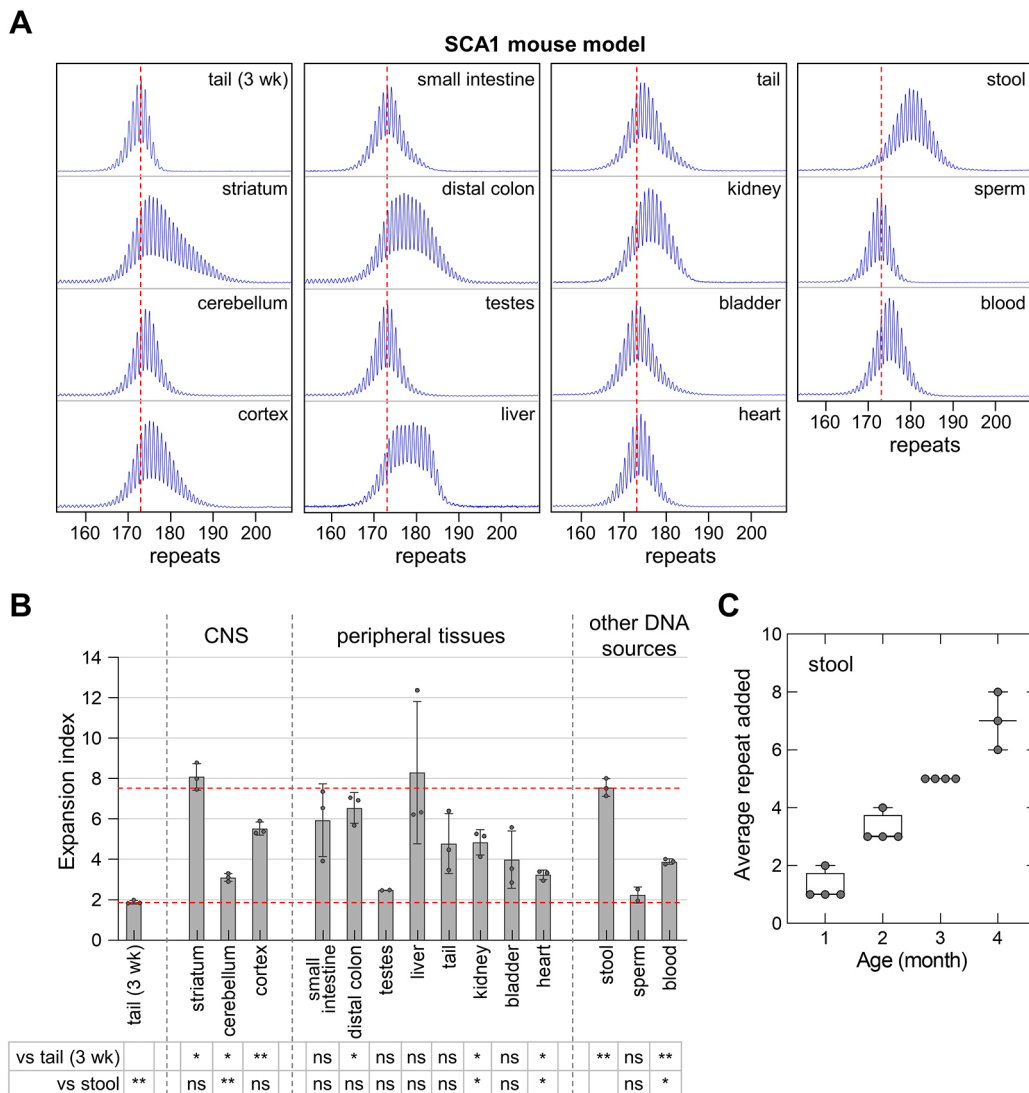 A
SCA1 mouse model
tail (3 wk)
small intestine
tail
stool
striatum
distal colon
kidney
sperm
cerebellum
testes
bladder
blood
cortex
liver
heart
160 170 180 190 200
repeats
160 170 180 190 200
repeats
160 170 180 190 200
repeats
160 170 180 190 200
repeats
B
CNS
peripheral tissues
other DNA
sources
Expansion index
14
12
10
8
6
4
2
0
tail (3 wk)
striatum
cerebellum
cortex
small
intestine
distal colon
testes
liver
tail
kidney
bladder
heart
stool
sperm
blood
vs tail (3 wk) * * ** ns * ns ns ns * ns * ** ns **
vs stool ** ns ** ns ns ns ns ns ns * ns * ns *
C
stool
Average repeat added
10
8
6
4
2
0
1 2 3 4
Age (month)